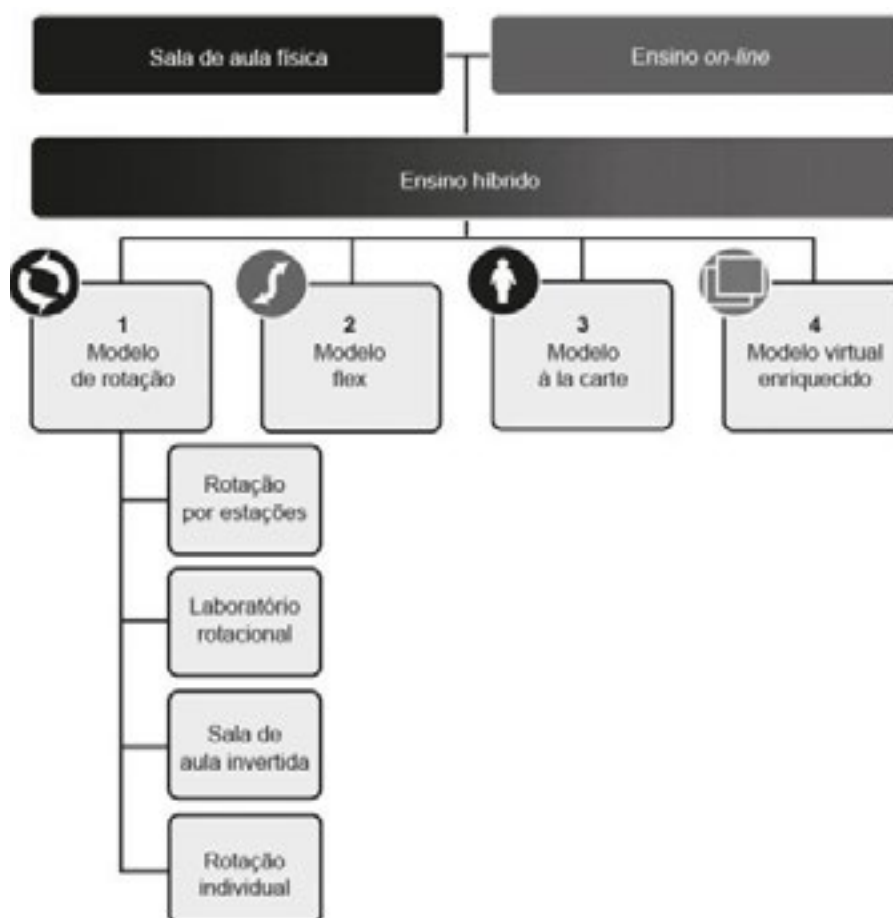 Sala de aula física
Ensino on-line
Ensino híbrido
1
Modelo
de rotação
2
Modelo
flex
3
Modelo
à la carte
4
Modelo virtual
enriquecido
Rotação
por estações
Laboratório
rotacional
Sala de
aula invertida
Rotação
individual